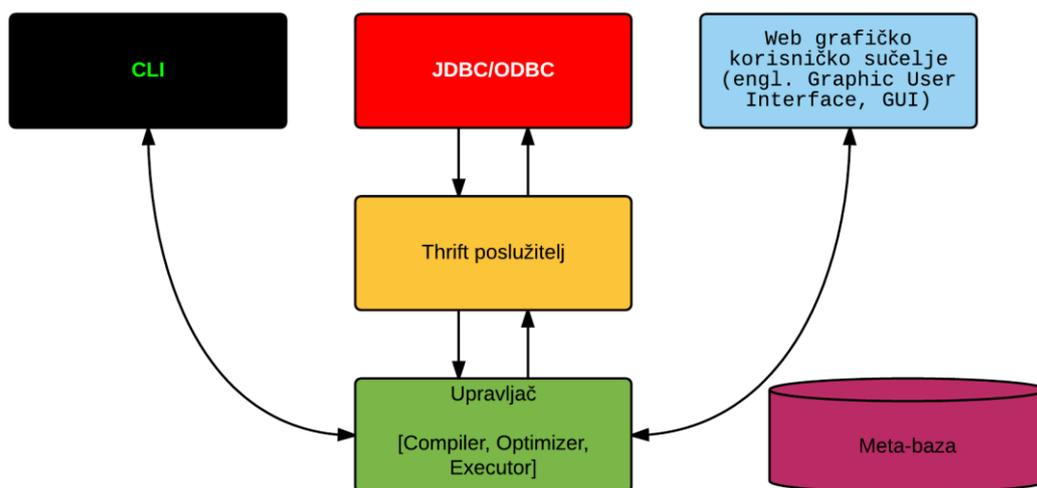 CLI
JDBC/ODBC
Web grafičko
korisničko sučelje
(engl. Graphic User
Interface, GUI)
Thrift poslužitelj
Upravljač
[Compiler, Optimizer,
Executor]
Meta-baza